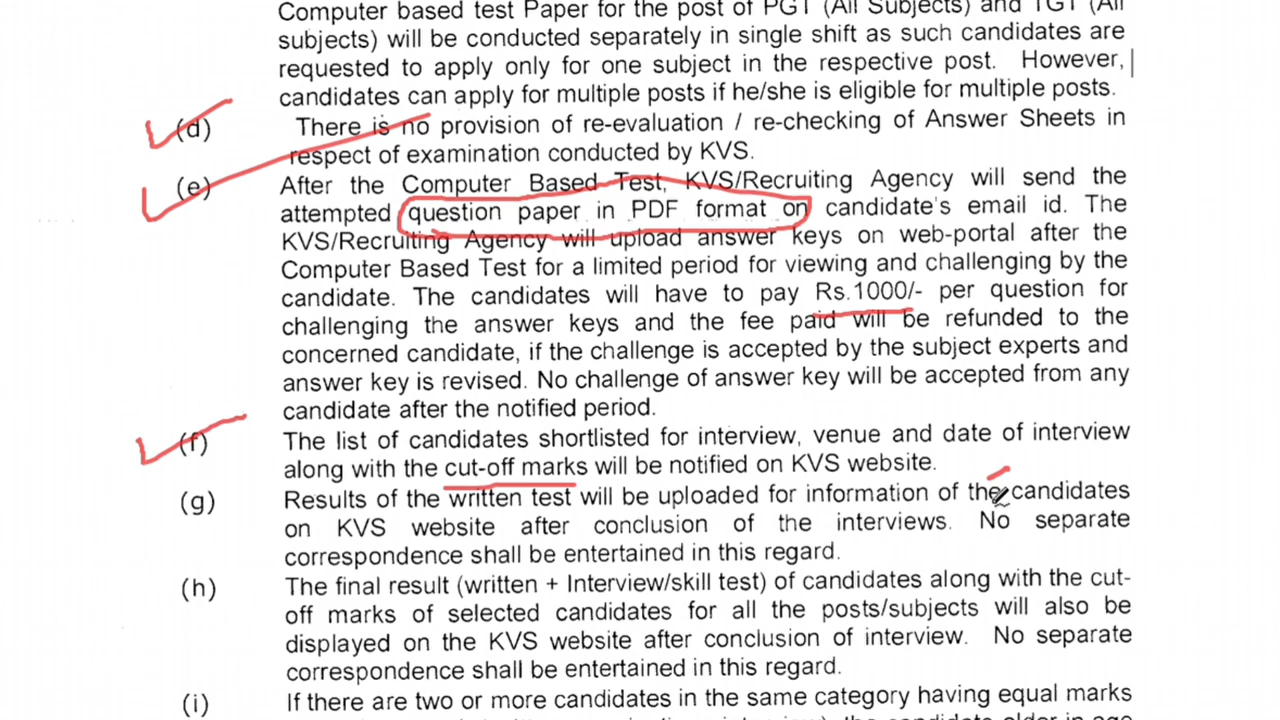 Computer based test Paper for the post of PGT (All Subjects) and TGT (All
subjects) will be conducted separately in single shift as such candidates are
requested to apply only for one subject in the respective post. However,
candidates can apply for multiple posts if he/she is eligible for multiple posts.
(d) There is no provision of re-evaluation / re-checking of Answer Sheets in
respect of examination conducted by KVS.
(e) After the Computer Based Test, KVS/Recruiting Agency will send the
attempted question paper in PDF format on candidate's email id. The
KVS/Recruiting Agency will upload answer keys on web-portal after the
Computer Based Test for a limited period for viewing and challenging by the
candidate. The candidates will have to pay Rs.1000/- per question for
challenging the answer keys and the fee paid will be refunded to the
concerned candidate, if the challenge is accepted by the subject experts and
answer key is revised. No challenge of answer key will be accepted from any
candidate after the notified period.
(f) The list of candidates shortlisted for interview, venue and date of interview
along with the cut-off marks will be notified on KVS website.
(g) Results of the written test will be uploaded for information of the candidates
on KVS website after conclusion of the interviews. No separate
correspondence shall be entertained in this regard.
(h) The final result (written + Interview/skill test) of candidates along with the cut-
off marks of selected candidates for all the posts/subjects will also be
displayed on the KVS website after conclusion of interview. No separate
correspondence shall be entertained in this regard.
(i) If there are two or more candidates in the same category having equal marks